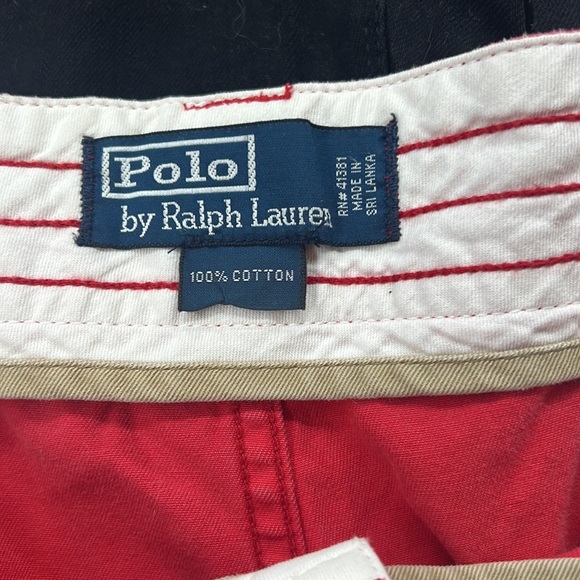 Polo
by Ralph Lauren
RN# 41381
MADE IN
SRI LANKA
100% COTTON